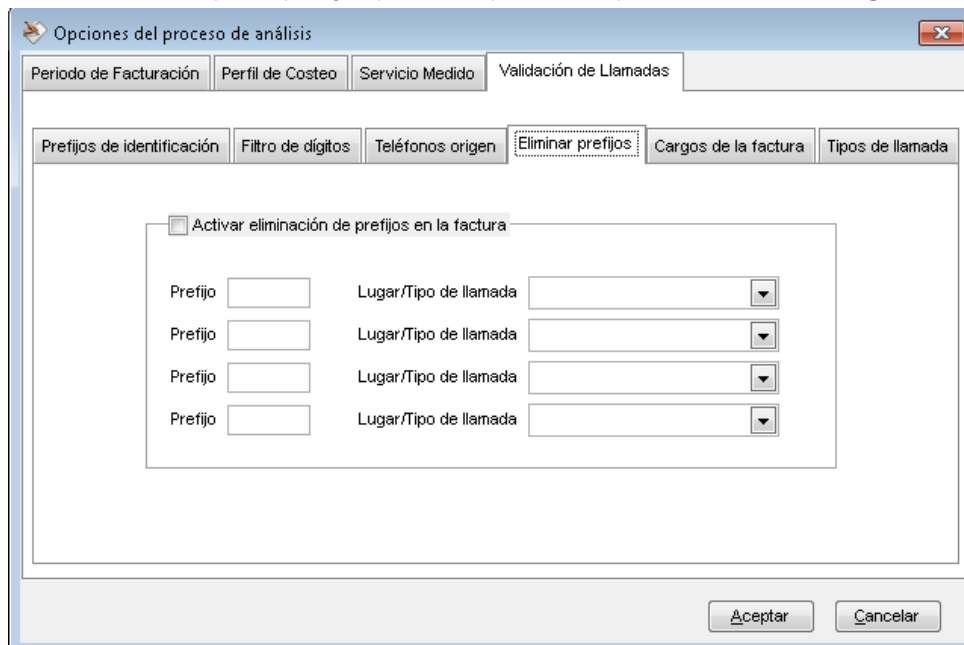 Opciones del proceso de análisis
Periodo de Facturación Perfil de Costeo Servicio Medido Validación de Llamadas
Prefijos de identificación Filtro de dígitos Teléfonos origen Eliminar prefijos Cargos de la factura Tipos de llamada
Activar eliminación de prefijos en la factura
Prefijo Lugar/Tipo de llamada
Prefijo Lugar/Tipo de llamada
Prefijo Lugar/Tipo de llamada
Prefijo Lugar/Tipo de llamada
Aceptar Cancelar